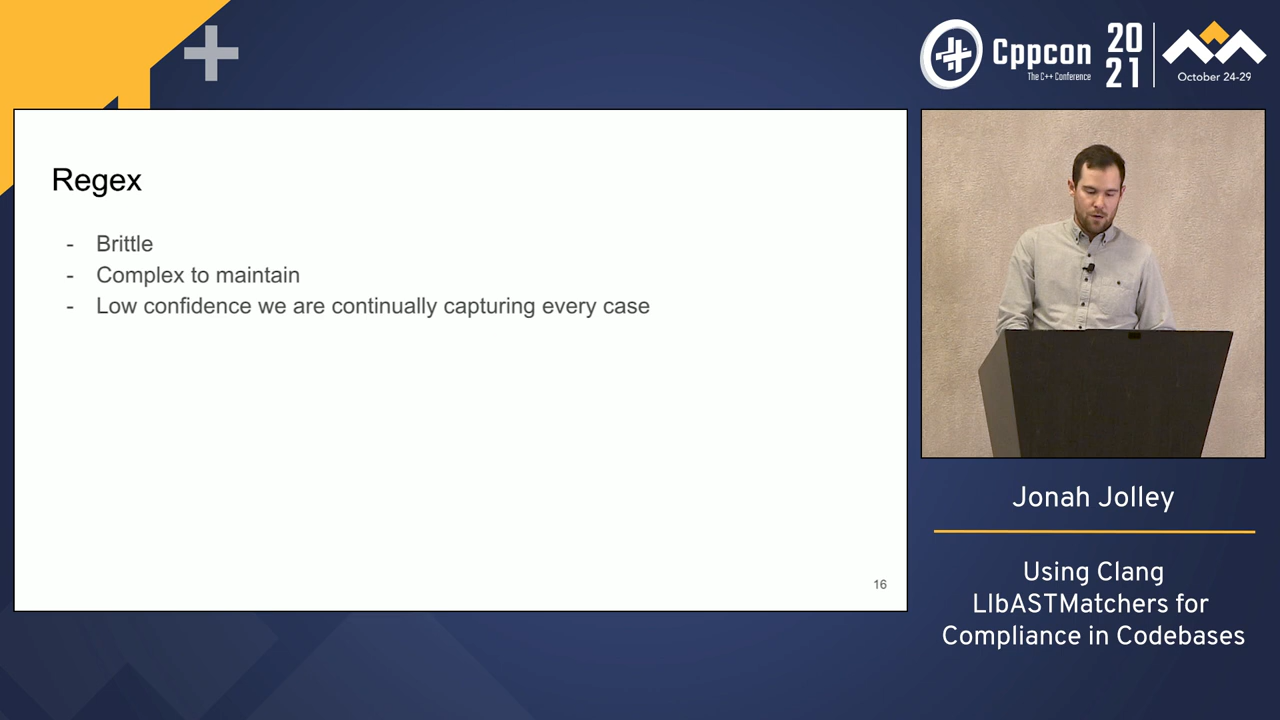 Cppcon
The C++ Conference
20
21
October 24-29
Regex
- Brittle
- Complex to maintain
- Low confidence we are continually capturing every case
16
Jonah Jolley
Using Clang
LIbASTMatchers for
Compliance in Codebases